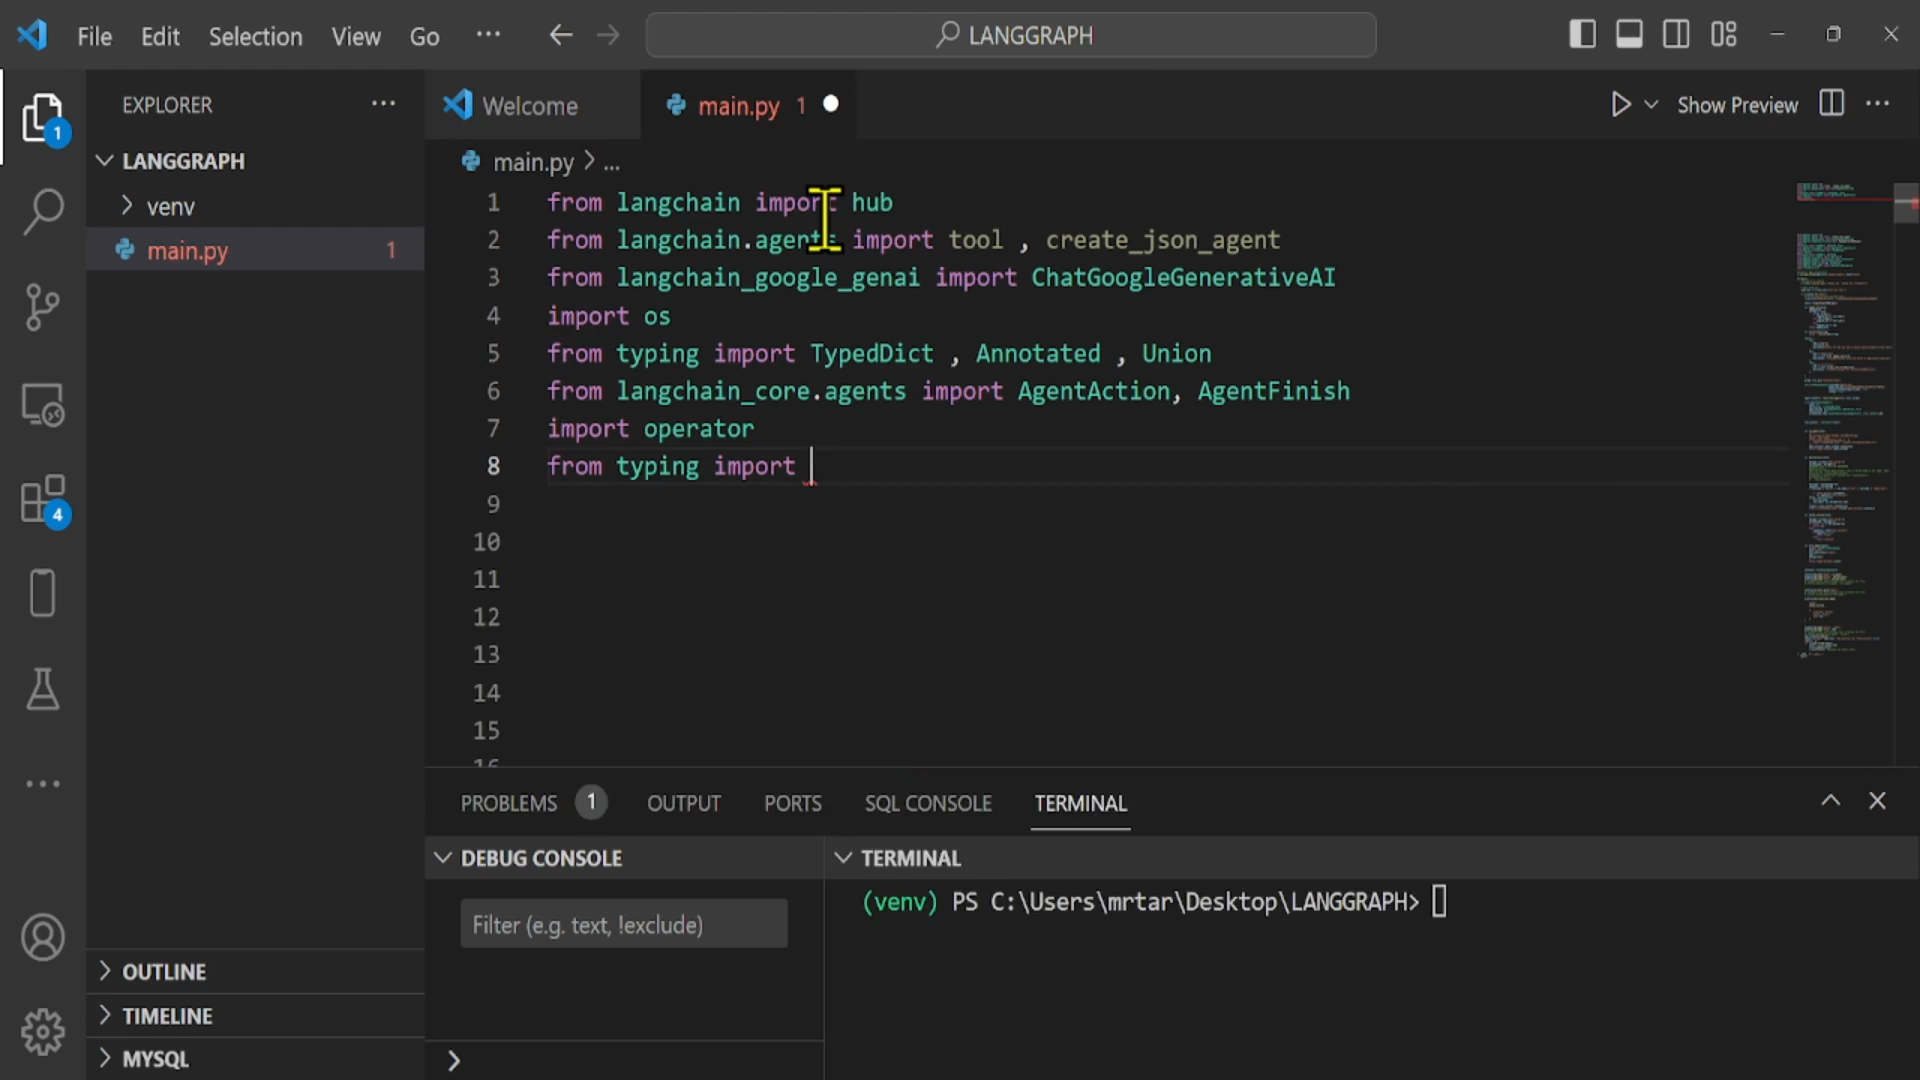 File Edit Selection View Go ... LANGGRAPH
EXPLORER ...
Welcome main.py 1 Show Preview ...
LANGGRAPH
venv
main.py 1
main.py > ...
1 from langchain import hub
2 from langchain.agents import tool , create_json_agent
3 from langchain_google_genai import ChatGoogleGenerativeAI
4 import os
5 from typing import TypedDict , Annotated , Union
6 from langchain_core.agents import AgentAction, AgentFinish
7 import operator
8 from typing import
9
10
11
12
13
14
15
16
1
4
PROBLEMS 1 OUTPUT PORTS SQL CONSOLE TERMINAL
DEBUG CONSOLE
Filter (e.g. text, !exclude)
TERMINAL
(venv) PS C:\Users\mrtar\Desktop\LANGGRAPH>
OUTLINE
TIMELINE
MYSQL